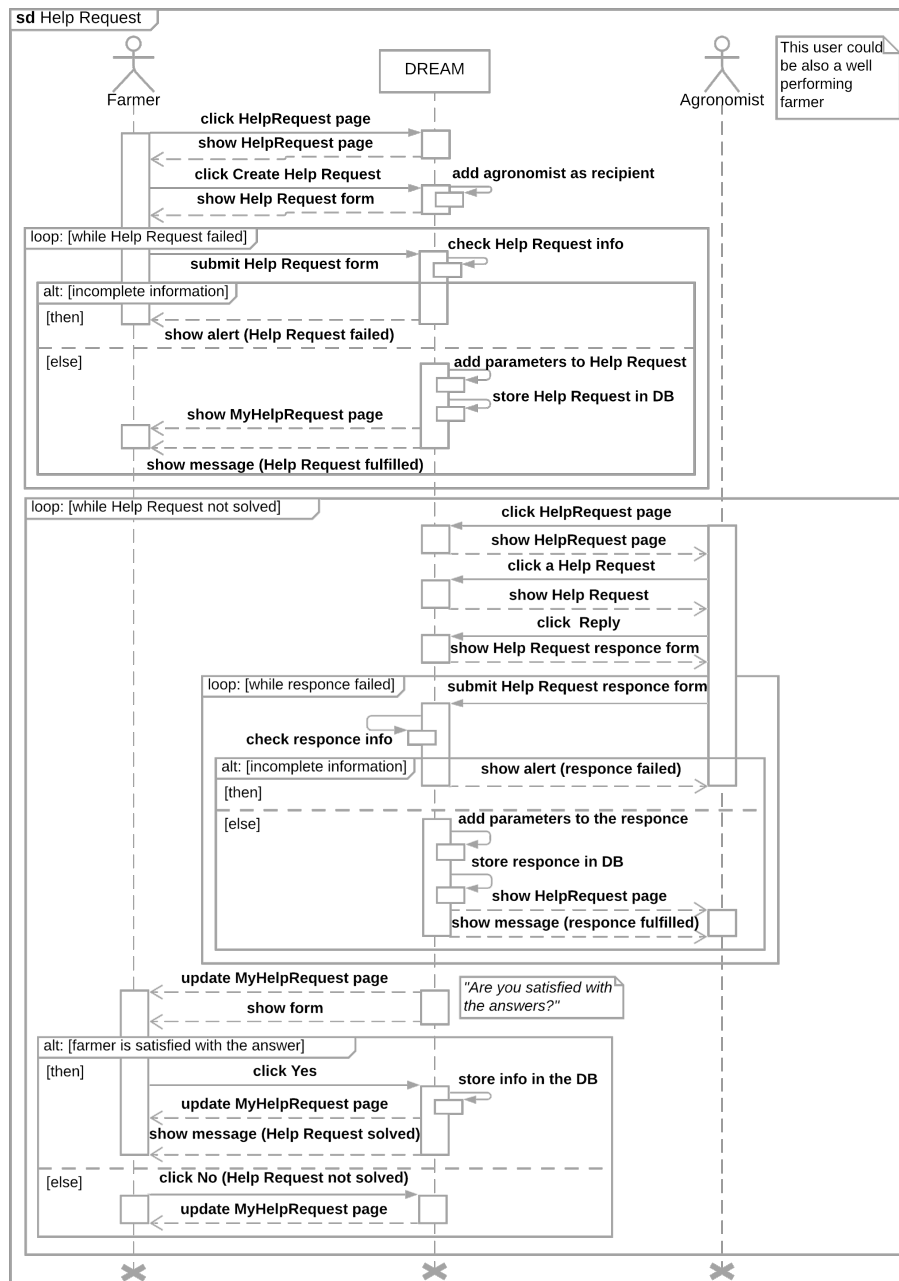 sd Help Request
This user could
be also a well
performing
farmer
DREAM
Farmer
Agronomist
click HelpRequest page
show HelpRequest page
click Create Help Request
add agronomist as recipient
show Help Request form
loop: [while Help Request failed]
check Help Request info
submit Help Request form
alt: [incomplete information]
[then]
show alert (Help Request failed)
[else]
add parameters to Help Request
store Help Request in DB
show MyHelpRequest page
show message (Help Request fulfilled)
loop: [while Help Request not solved]
click HelpRequest page
show HelpRequest page
click a Help Request
show Help Request
click  Reply
show Help Request responce form
loop: [while responce failed]
submit Help Request responce form
check responce info
alt: [incomplete information]
show alert (responce failed)
[then]
[else]
add parameters to the responce
store responce in DB
show HelpRequest page
show message (responce fulfilled)
update MyHelpRequest page
"Are you satisfied with
the answers?"
show form
alt: [farmer is satisfied with the answer]
[then]
click Yes
store info in the DB
update MyHelpRequest page
show message (Help Request solved)
click No (Help Request not solved)
[else]
update MyHelpRequest page